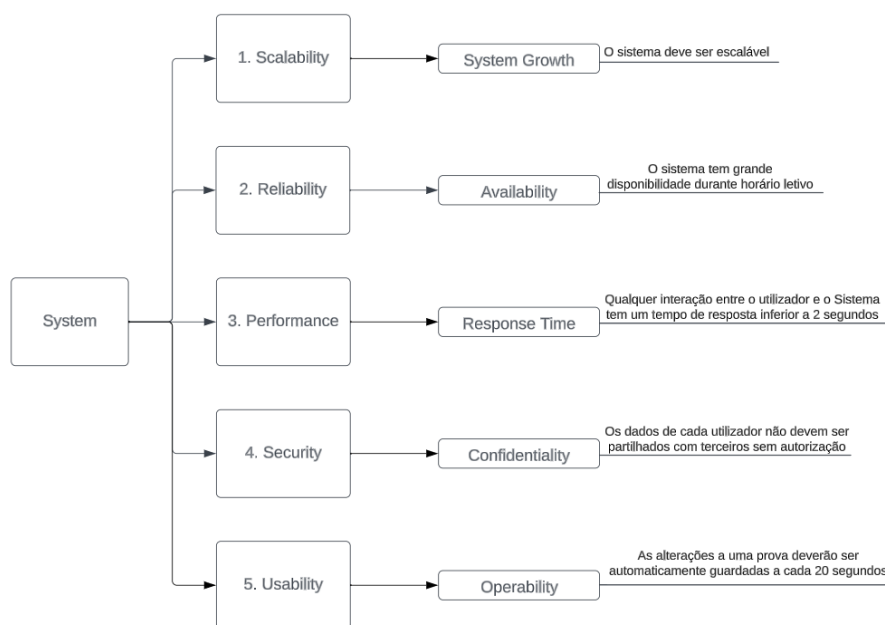 1. Scalability
System Growth
O sistema deve ser escalável
2. Reliability
Availability
O sistema tem grande
disponibilidade durante horário letivo
System
3. Performance
Response Time
Qualquer interação entre o utilizador e o Sistema
tem um tempo de resposta inferior a 2 segundos
4. Security
Confidentiality
Os dados de cada utilizador não devem ser
partilhados com terceiros sem autorização
5. Usability
Operability
As alterações a uma prova deverão ser
automaticamente guardadas a cada 20 segundos